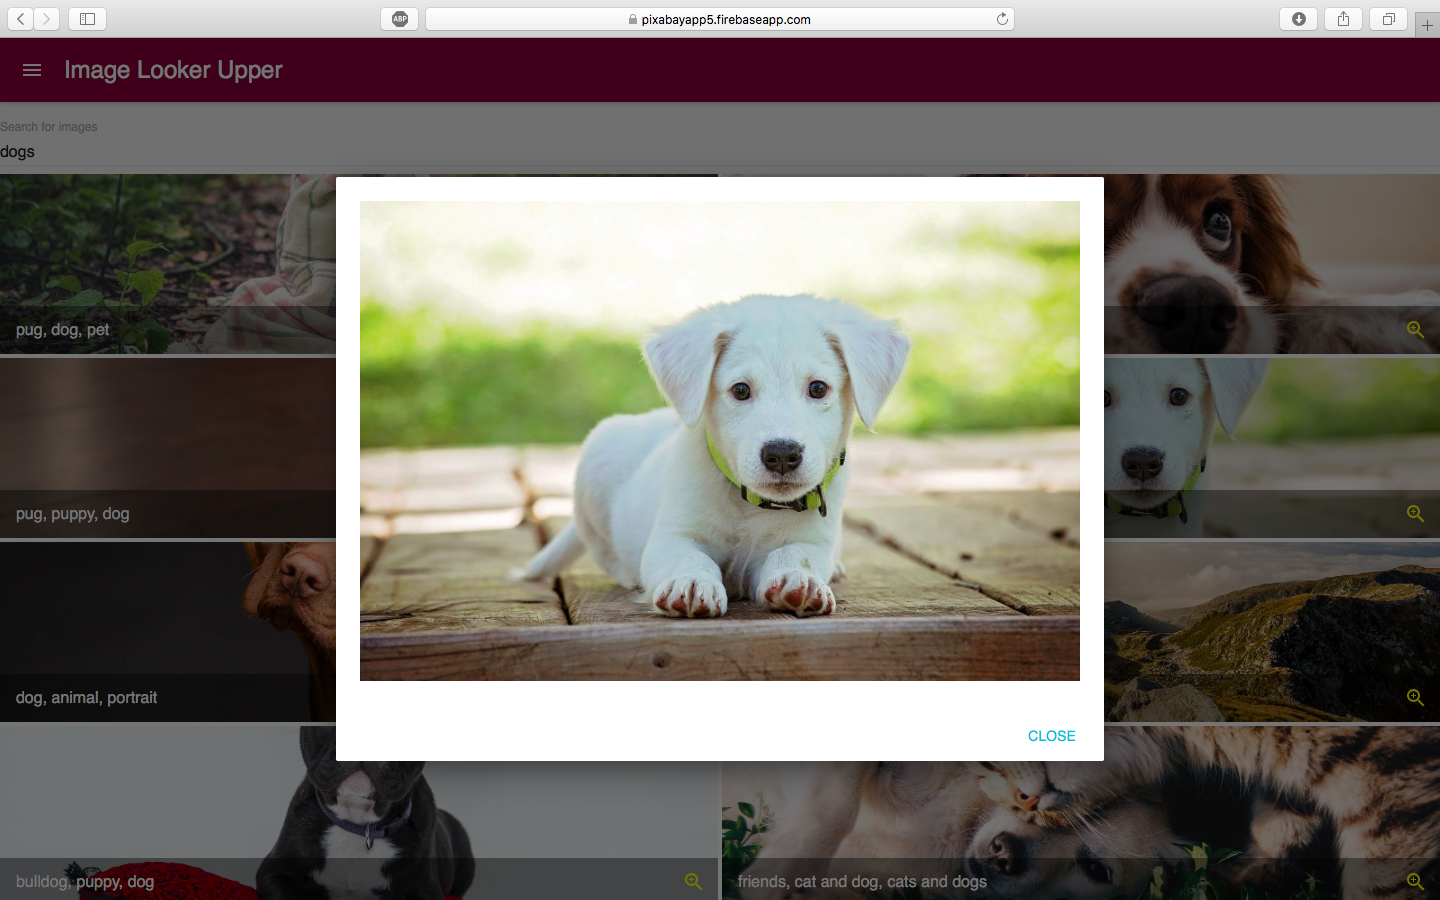 ABP
pixabayapp5.firebaseapp.com
Image Looker Upper
Search for images
dogs
pug, dog, pet
pug, puppy, dog
dog, animal, portrait
CLOSE
bulldog, puppy, dog
friends, cat and dog, cats and dogs